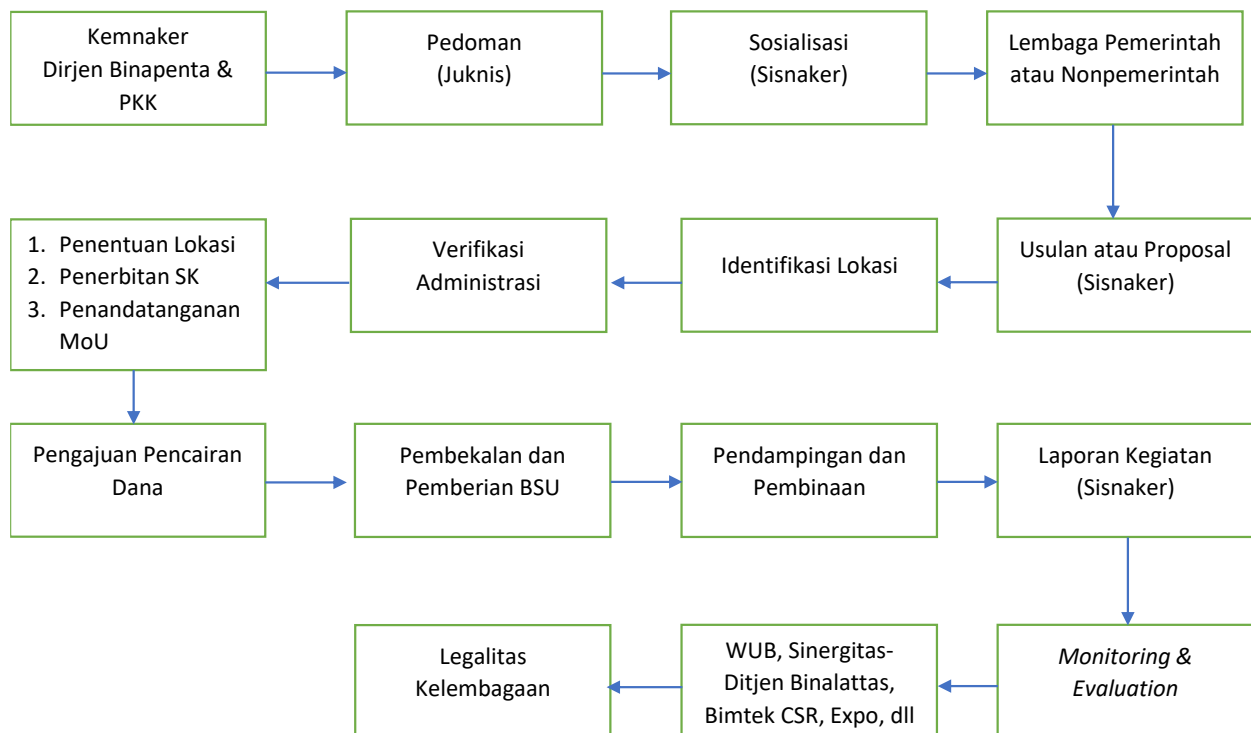 Kemnaker
Dirjen Binapenta &
PKK
Pedoman
(Juknis)
Sosialisasi
(Sisnaker)
Lembaga Pemerintah
atau Nonpemerintah
Usulan atau Proposal
(Sisnaker)
Identifikasi Lokasi
Verifikasi
Administrasi
1. Penentuan Lokasi
2. Penerbitan SK
3. Penandatanganan
MoU
Pengajuan Pencairan
Dana
Pembekalan dan
Pemberian BSU
Pendampingan dan
Pembinaan
Laporan Kegiatan
(Sisnaker)
Monitoring &
Evaluation
WUB, Sinergitas-
Ditjen Binalattas,
Bimtek CSR, Expo, dll
Legalitas
Kelembagaan